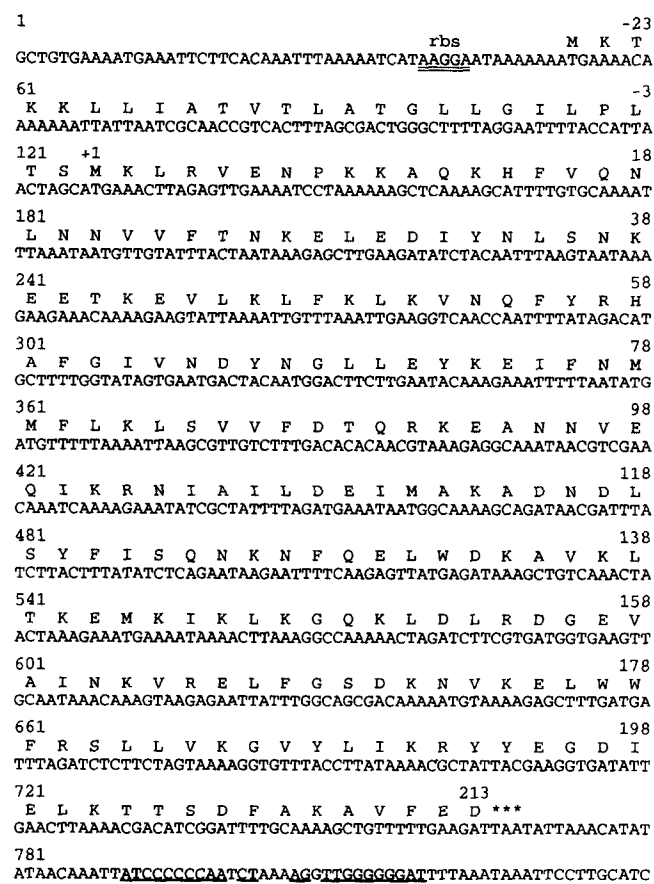 1 -23
rbs M K T
GCTGTGAAAATGAAATTCTTCACAAATTTAAAAATCATAAGGAATAAAAAAATGAAAACA
61 -3
K K L L I A T V T L A T G L L G I L P L
AAAAAATTATTAATCGCAACCGTCACTTTAGCGACTGGGCTTTTAGGAATTTTACCATTA
121 +1 18
T S M K L R V E N P K K A Q K H F V Q N
ACTAGCATGAAACTTAGAGTTGAAAATCCTAAAAAAGCTCAAAAGCATTTTGTGCAAAAT
181 38
L N N V V F T N K E L E D I Y N L S N K
TTAAATAATGTTGTATTTACTAATAAAGAGCTTGAAGATATCTACAATTTAAGTAATAAA
241 58
E E T K E V L K L F K L K V N Q F Y R H
GAAGAAACAAAAGAAGTATTAAAATTGTTTAAATTGAAGGTCAACCAATTTTATAGACAT
301 78
A F G I V N D Y N G L L E Y K E I F N M
GCTTTTGGTATAGTGAATGACTACAATGGACTTCTTGAATACAAAGAAATTTTTAATATG
361 98
M F L K L S V V F D T Q R K E A N N V E
ATGTTTTTAAAATTAAGCGTTGTCTTTGACACACAACGTAAAGAGGCAAATAACGTCGAA
421 118
Q I K R N I A I L D E I M A K A D N D L
CAAATCAAAAGAAATATCGCTATTTTAGATGAAATAATGGCAAAAGCAGATAACGATTTA
481 138
S Y F I S Q N K N F Q E L W D K A V K L
TCTTACTTTATATCTCAGAATAAGAATTTTCAAGAGTTATGAGATAAAGCTGTCAAACTA
541 158
T K E M K I K L K G Q K L D L R D G E V
ACTAAAGAAATGAAAATAAAACTTAAAGGCCAAAAACTAGATCTTCGTGATGGTGAAGTT
601 178
A I N K V R E L F G S D K N V K E L W W
GCAATAAACAAAGTAAGAGAATTATTTGGCAGCGACAAAAATGTAAAAGAGCTTTGATGA
661 198
F R S L L V K G V Y L I K R Y Y E G D I
TTTAGATCTCTTCTAGTAAAAGGTGTTTACCTTATAAAACGCTATTACGAAGGTGATATT
721 213
E L K T T S D F A K A V F E D ***
GAACTTAAAACGACATCGGATTTTGCAAAAGCTGTTTTTGAAGATTAATATTAAACATAT
781
ATAACAAATTATCCCCCCAATCTAAAAGGTTGGGGGGATTTTAAATAAATTCCTTGCATC